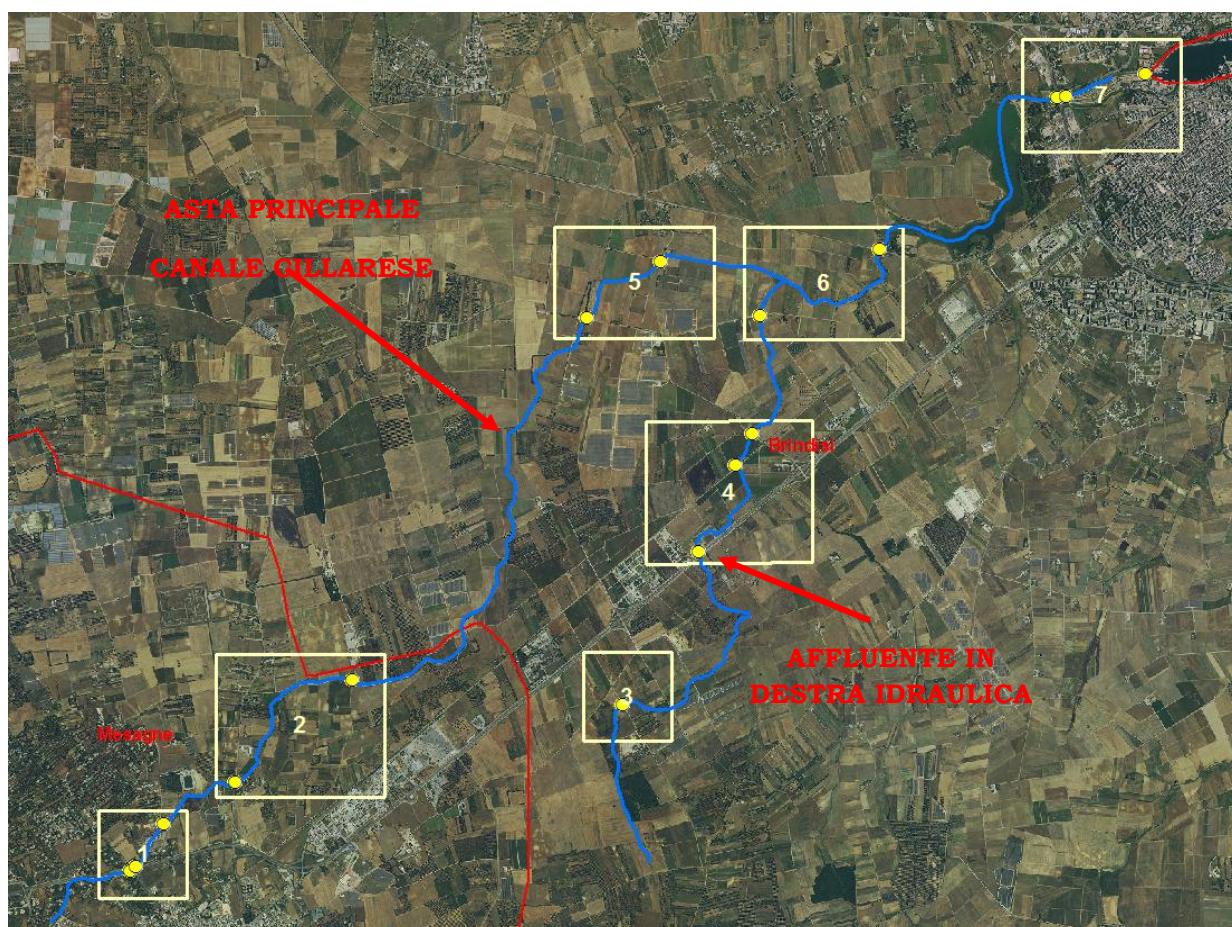 7
ASTA PRINCIPALE
CANALE CILLARESE
5
6
Brindisi
4
AFFLUENTE IN
DESTRA IDRAULICA
3
2
Mesagne
1